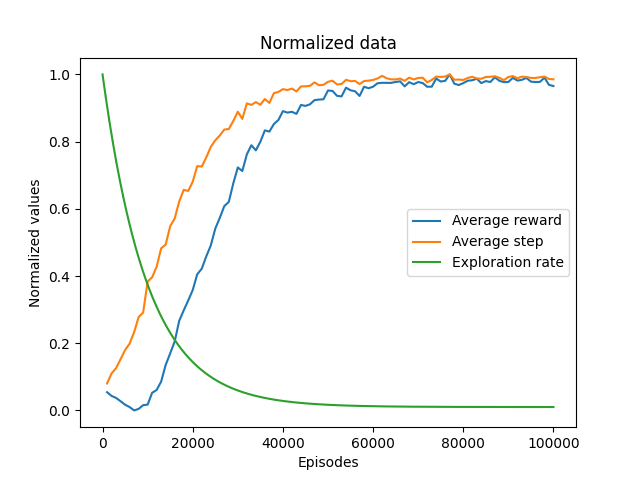 Normalized data
Normalized values
1.0
0.8
0.6
0.4
0.2
0.0
Average reward
Average step
Exploration rate
0
20000
40000
60000
80000
100000
Episodes